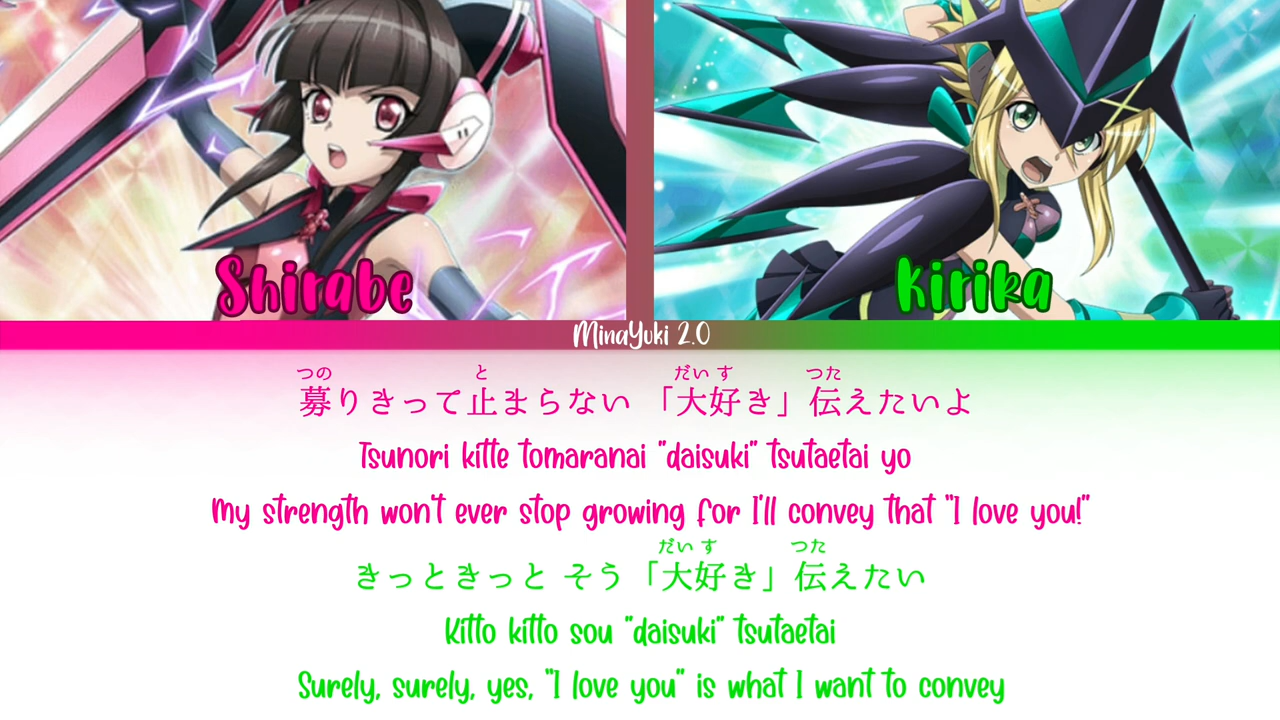 Shirabe
Kirika
MinaYuki 2.0
つの と だい す つた
募りきって止まらない 「大好き」伝えたいよ
Tsunori kitte tomaranai "daisuki" tsutaetai yo
My strength won't ever stop growing for I'll convey that "I love you!"
だい す つた
きっときっと そう「大好き」伝えたい
Kitto kitto sou "daisuki" tsutaetai
Surely, surely, yes, "I love you" is what I want to convey